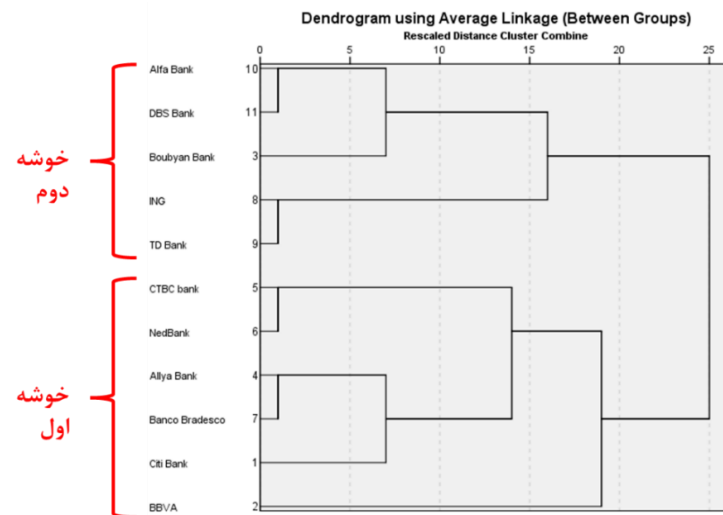 Dendrogram using Average Linkage (Between Groups)
Rescaled Distance Cluster Combine
0 5 10 15 20 25
Alfa Bank 10
DBS Bank 11
Boubyan Bank 3
ING 8
TD Bank 9
CTBC bank 5
NedBank 6
Allya Bank 4
Banco Bradesco 7
Citi Bank 1
BBVA 2
خوشه
دوم
خوشه
اول